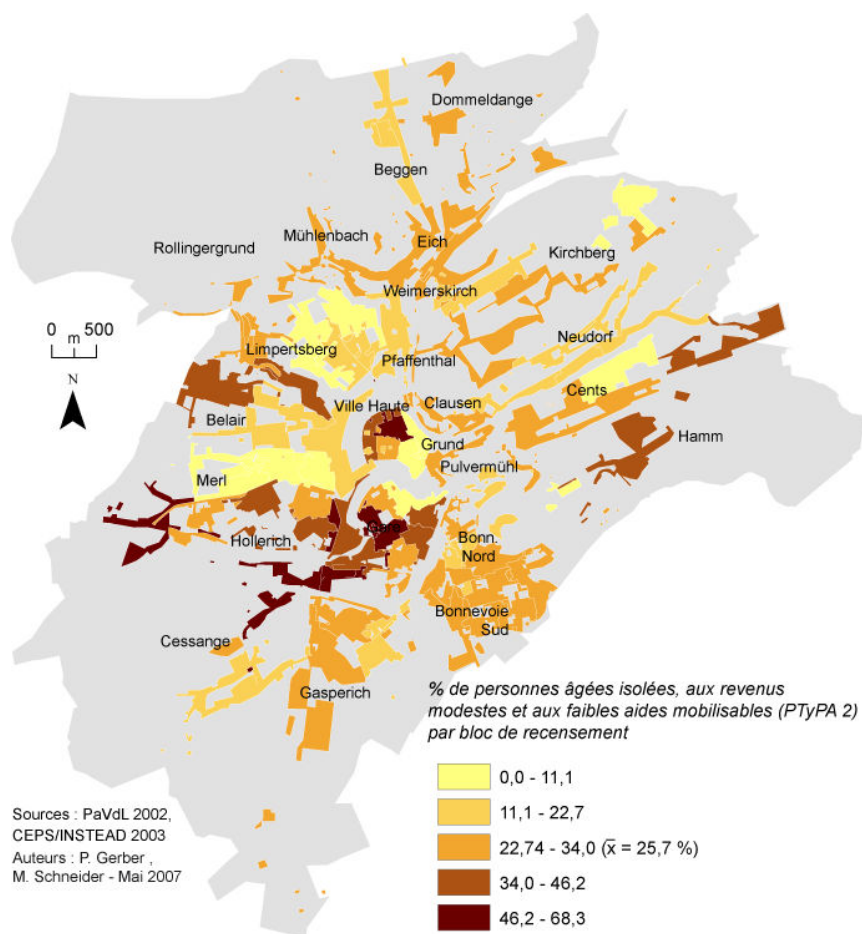 Dommeldange
Beggen
Mühlenbach
Eich
Rollingergrund
Kirchberg
Weimerskirch
0 m 500
Limpertsberg
Neudorf
Pfaffenthal
N
Cents
Ville Haute
Clausen
Belair
Grund
Hamm
Pulvermühl
Merl
Gare
Hollerich
Bonn.
Nord
Bonnevoie
Sud
Cessange
Gasperich
% de personnes âgées isolées, aux revenus
modestes et aux faibles aides mobilisables (PTyPA 2)
par bloc de recensement
0,0 - 11,1
11,1 - 22,7
22,74 - 34,0 (x̅ = 25,7 %)
34,0 - 46,2
46,2 - 68,3
Sources : PaVdL 2002,
CEPS/INSTEAD 2003
Auteurs : P. Gerber ,
M. Schneider - Mai 2007